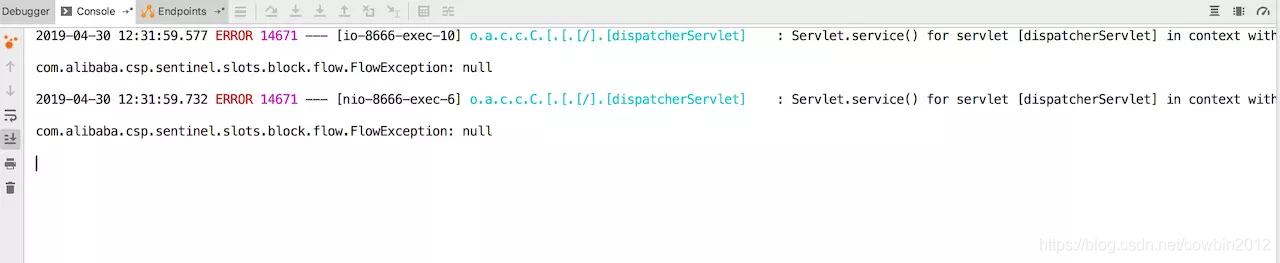 Debugger Console Endpoints
2019-04-30 12:31:59.577 ERROR 14671 --- [io-8666-exec-10] o.a.c.c.C.[.[.[/].[dispatcherServlet] : Servlet.service() for servlet [dispatcherServlet] in context with
com.alibaba.csp.sentinel.slots.block.flow.FlowException: null
2019-04-30 12:31:59.732 ERROR 14671 --- [nio-8666-exec-6] o.a.c.c.C.[.[.[/].[dispatcherServlet] : Servlet.service() for servlet [dispatcherServlet] in context with
com.alibaba.csp.sentinel.slots.block.flow.FlowException: null
https://blog.csdn.net/cowbin2012